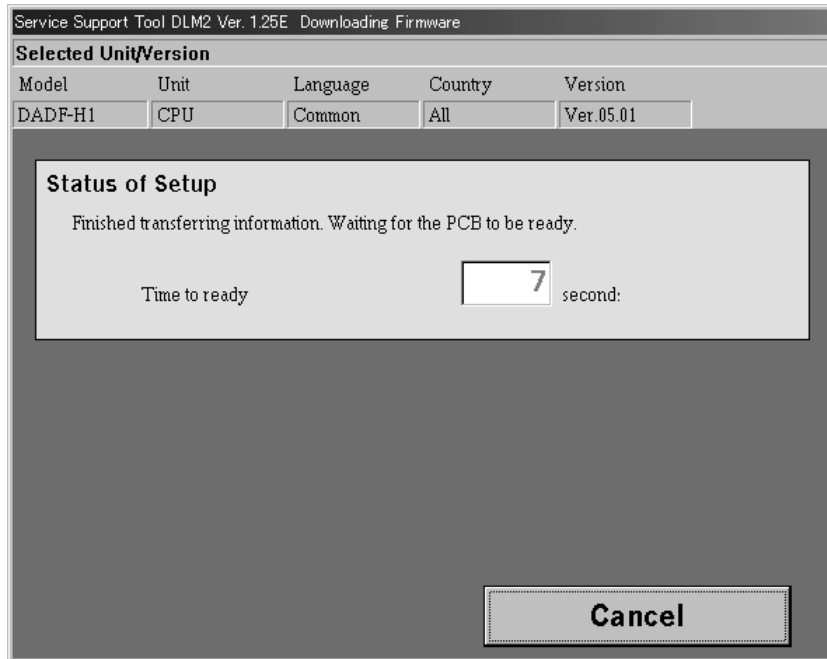 Service Support Tool DLM2 Ver. 1.25E Downloading Firmware
Selected Unit/Version
Model Unit Language Country Version
DADF-H1 CPU Common All Ver.05.01
Status of Setup
Finished transferring information. Waiting for the PCB to be ready.
Time to ready 7 second:
Cancel